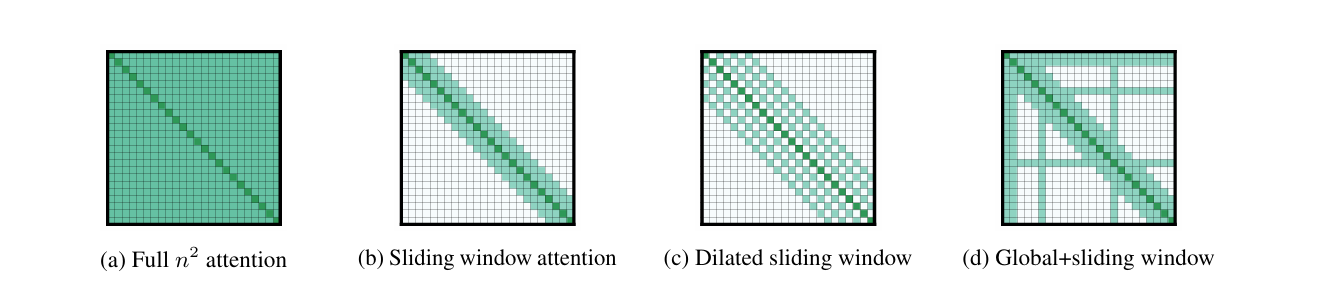 (a) Full n² attention
(b) Sliding window attention
(c) Dilated sliding window
(d) Global+sliding window